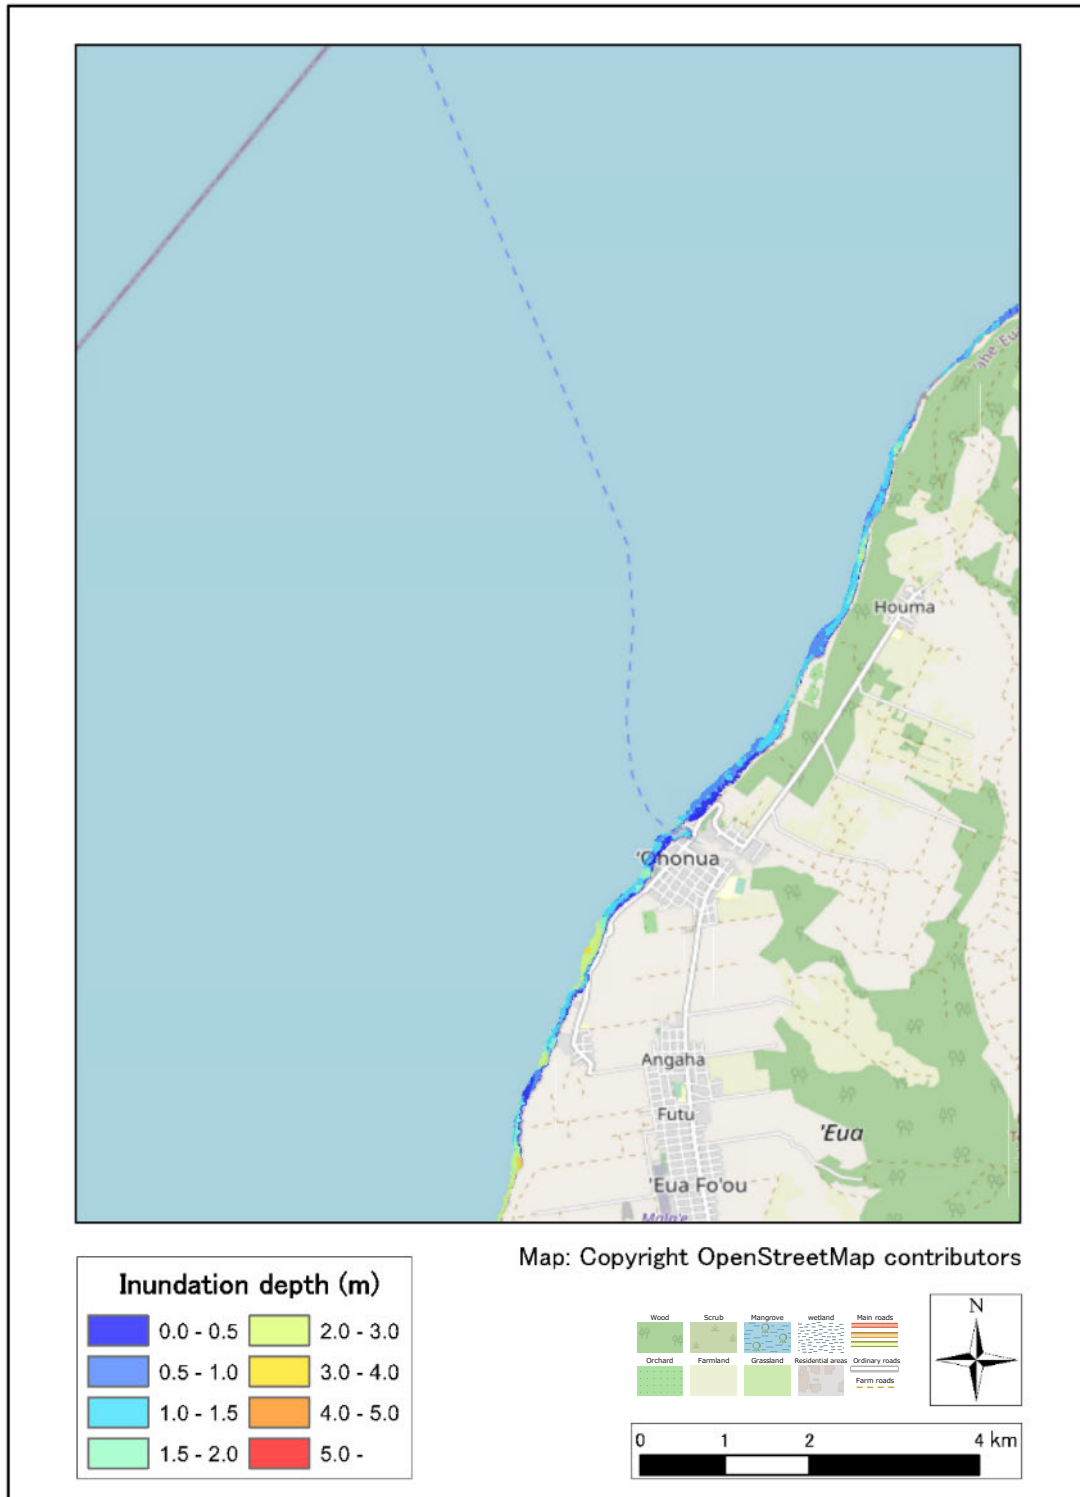 Houma
'Ohonua
Angaha
Futu
'Eua
'Eua Fo'ou
Map: Copyright OpenStreetMap contributors
Inundation depth (m)
0.0 - 0.5
2.0 - 3.0
0.5 - 1.0
3.0 - 4.0
1.0 - 1.5
4.0 - 5.0
1.5 - 2.0
5.0 -
Wood Scrub Mangrove wetland Main roads
Orchard Farmland Grassland Residential areas Ordinary roads
Farm roads
N
0 1 2 4 km